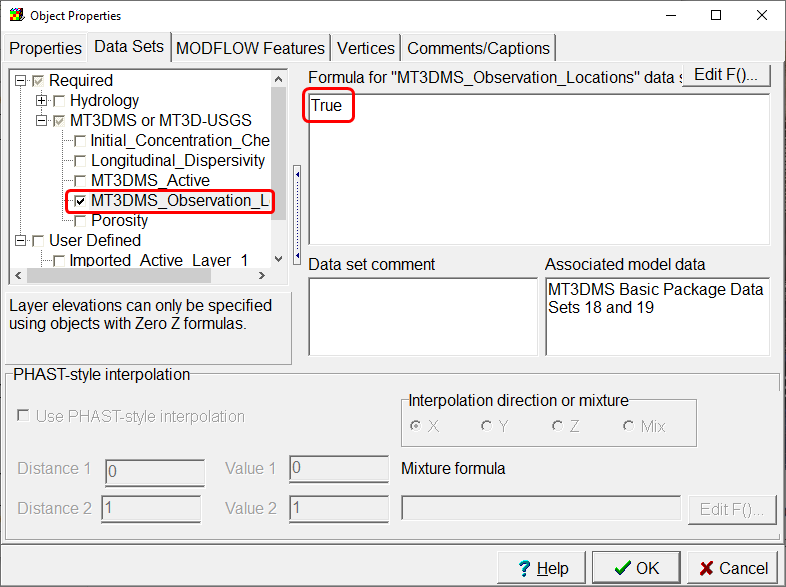 Object Properties
Properties
Data Sets
MODFLOW Features
Vertices
Comments/Captions
Required
Hydrology
MT3DMS or MT3D-USGS
Initial_Concentration_Che
Longitudinal_Dispersivity
MT3DMS_Active
MT3DMS_Observation_L
Porosity
User Defined
Imported_Active_Layer_1
Layer elevations can only be specified
using objects with Zero Z formulas.
Formula for "MT3DMS_Observation_Locations" data s
Edit F()...
True
Data set comment
Associated model data
MT3DMS Basic Package Data
Sets 18 and 19
PHAST-style interpolation
Use PHAST-style interpolation
Interpolation direction or mixture
X Y Z Mix
Distance 1 0 Value 1 0 Mixture formula
Distance 2 1 Value 2 1 Edit F()...
? Help OK Cancel